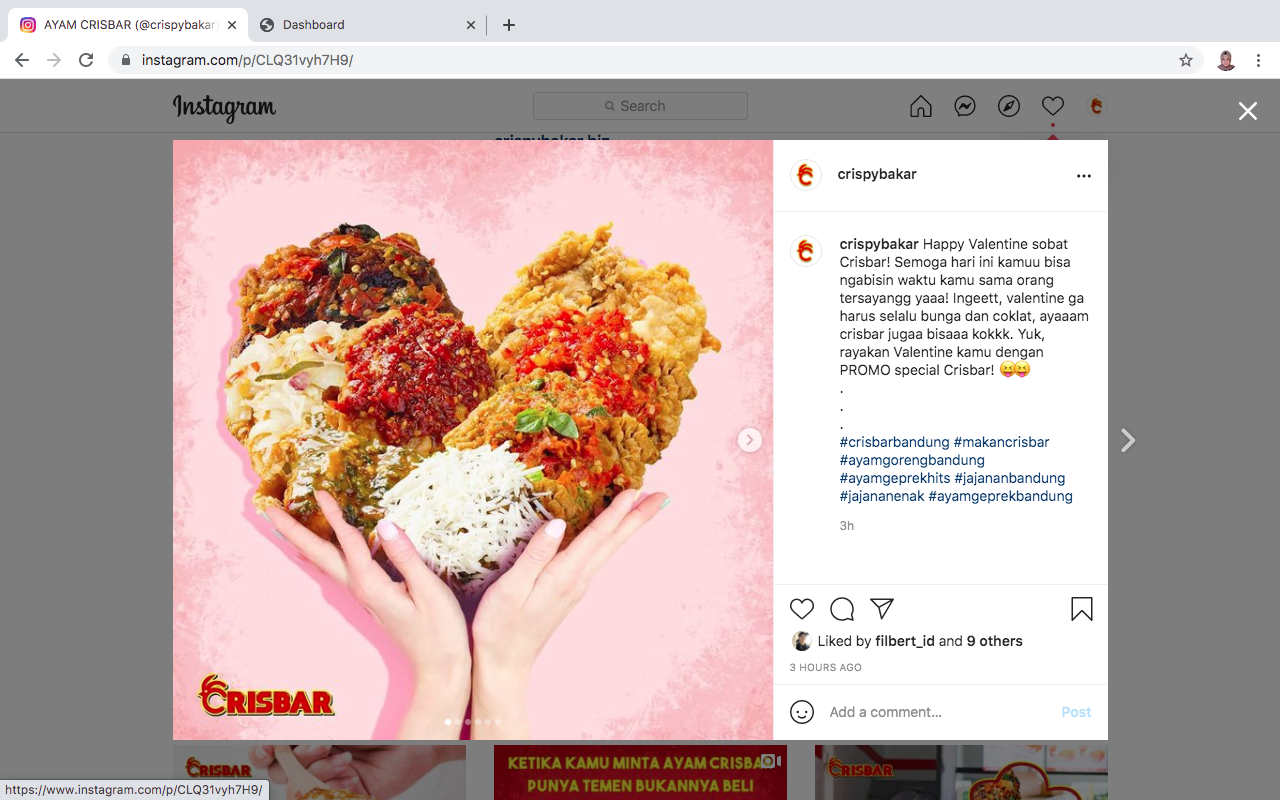 AYAM CRISBAR (@crispybakar)
Dashboard
instagram.com/p/CLQ31vyh7H9/
Instagram
Search
crispybakar.biz
crispybakar
crispybakar Happy Valentine sobat
Crisbar! Semoga hari ini kamuu bisa
ngabisin waktu kamu sama orang
tersayangg yaaa! Ingeett, valentine ga
harus selalu bunga dan coklat, ayaaam
crisbar jugaa bisaaa kokkk. Yuk,
rayakan Valentine kamu dengan
PROMO special Crisbar! 😝😝
.
.
.
#crisbarbandung #makancrisbar
#ayamgorengbandung
#ayamgeprekhits #jajananbandung
#jajananenak #ayamgeprekbandung
3h
Liked by filbert_id and 9 others
3 HOURS AGO
Add a comment...
Post
CRISBAR
CRISBAR
KETIKA KAMU MINTA AYAM CRISBAR
PUNYA TEMEN BUKANNYA BELI
CRISBAR
https://www.instagram.com/p/CLQ31vyh7H9/